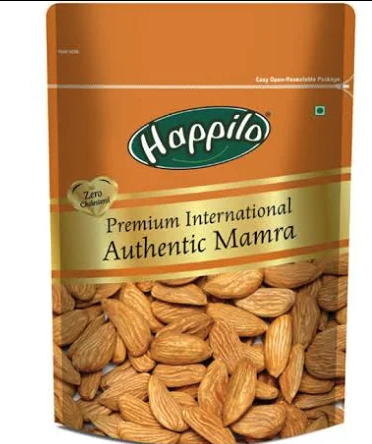 Easy Open-Resealable Package
Happilo®
Zero
Cholesterol
Premium International
Authentic Mamra